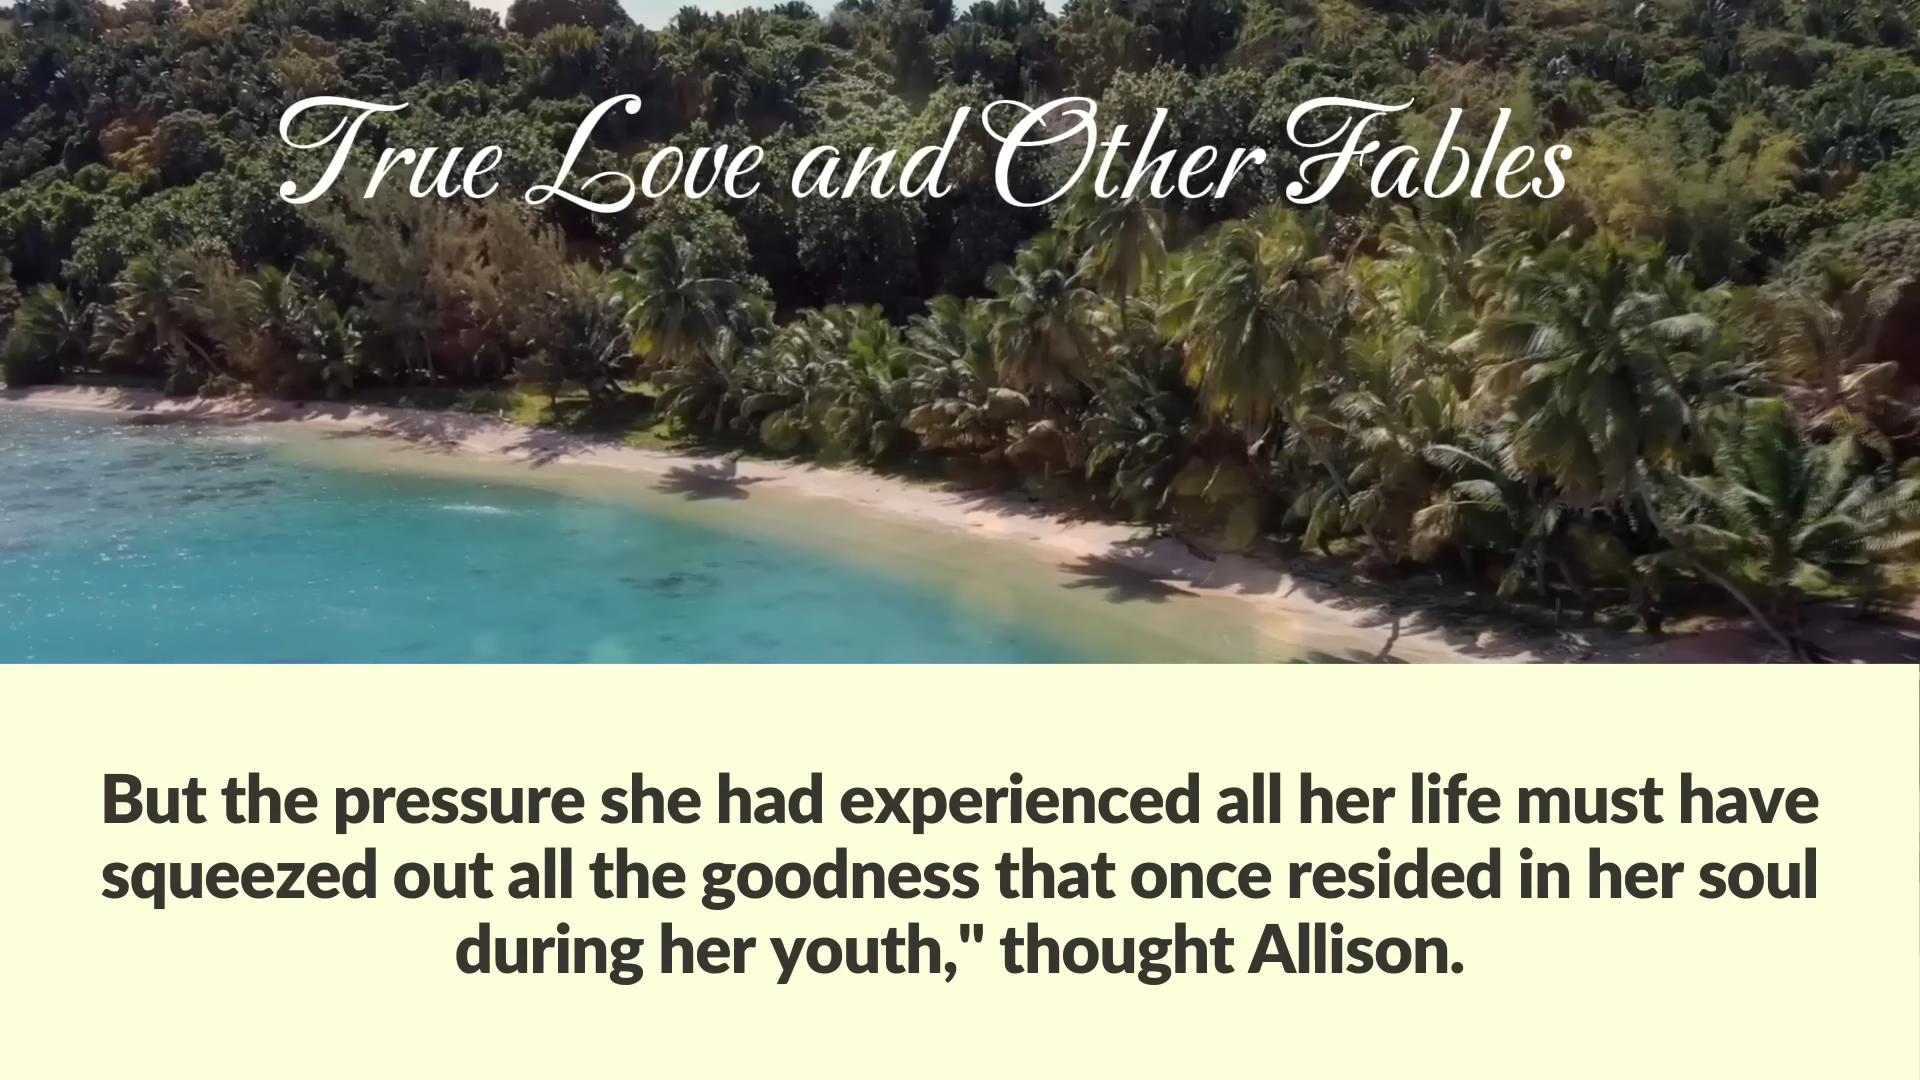 True Love and Other Fables
But the pressure she had experienced all her life must have
squeezed out all the goodness that once resided in her soul
during her youth," thought Allison.